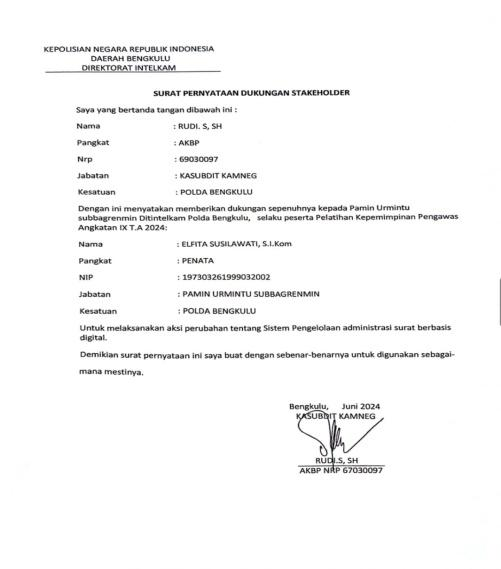 KEPOLISIAN NEGARA REPUBLIK INDONESIA
DAERAH BENGKULU
DIREKTORAT INTELKAM
SURAT PERNYATAAN DUKUNGAN STAKEHOLDER
Saya yang bertanda tangan dibawah ini :
Nama : RUDI. S, SH
Pangkat : AKBP
Nrp : 69030097
Jabatan : KASUBDIT KAMNEG
Kesatuan : POLDA BENGKULU
Dengan ini menyatakan memberikan dukungan sepenuhnya kepada Pamin Urmintu
subbagrenmin Ditintelkam Polda Bengkulu, selaku peserta Pelatihan Kepemimpinan Pengawas
Angkatan IX T.A 2024:
Nama : ELFITA SUSILAWATI, S.I.Kom
Pangkat : PENATA
NIP : 197303261999032002
Jabatan : PAMIN URMINTU SUBBAGRENMIN
Kesatuan : POLDA BENGKULU
Untuk melaksanakan aksi perubahan tentang Sistem Pengelolaan administrasi surat berbasis
digital.
Demikian surat pernyataan ini saya buat dengan sebenar-benarnya untuk digunakan sebagai-
mana mestinya.
Bengkulu, Juni 2024
KASUBDIT KAMNEG
RUDI.S, SH
AKBP NRP 67030097